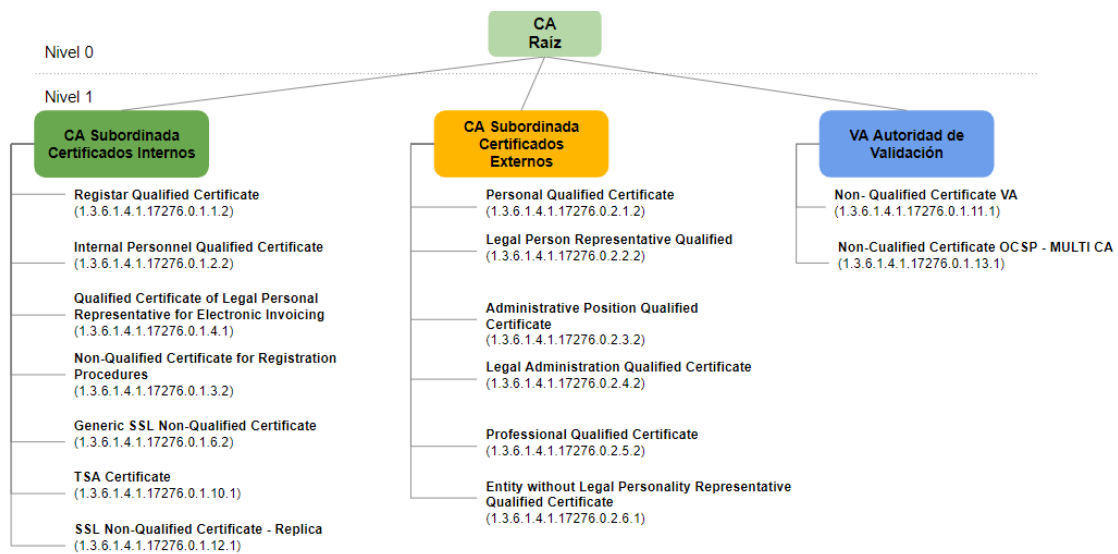 CA
Raíz
Nivel 0
Nivel 1
CA Subordinada
Certificados Internos
Registar Qualified Certificate
(1.3.6.1.4.1.17276.0.1.1.2)
Internal Personnel Qualified Certificate
(1.3.6.1.4.1.17276.0.1.2.2)
Qualified Certificate of Legal Personal
Representative for Electronic Invoicing
(1.3.6.1.4.1.17276.0.1.4.1)
Non-Qualified Certificate for Registration
Procedures
(1.3.6.1.4.1.17276.0.1.3.2)
Generic SSL Non-Qualified Certificate
(1.3.6.1.4.1.17276.0.1.6.2)
TSA Certificate
(1.3.6.1.4.1.17276.0.1.10.1)
SSL Non-Qualified Certificate - Replica
(1.3.6.1.4.1.17276.0.1.12.1)
CA Subordinada
Certificados
Externos
Personal Qualified Certificate
(1.3.6.1.4.1.17276.0.2.1.2)
Legal Person Representative Qualified
(1.3.6.1.4.1.17276.0.2.2.2)
Administrative Position Qualified
Certificate
(1.3.6.1.4.1.17276.0.2.3.2)
Legal Administration Qualified Certificate
(1.3.6.1.4.1.17276.0.2.4.2)
Professional Qualified Certificate
(1.3.6.1.4.1.17276.0.2.5.2)
Entity without Legal Personality Representative
Qualified Certificate
(1.3.6.1.4.1.17276.0.2.6.1)
VA Autoridad de
Validación
Non- Qualified Certificate VA
(1.3.6.1.4.1.17276.0.1.11.1)
Non-Cualified Certificate OCSP - MULTI CA
(1.3.6.1.4.1.17276.0.1.13.1)